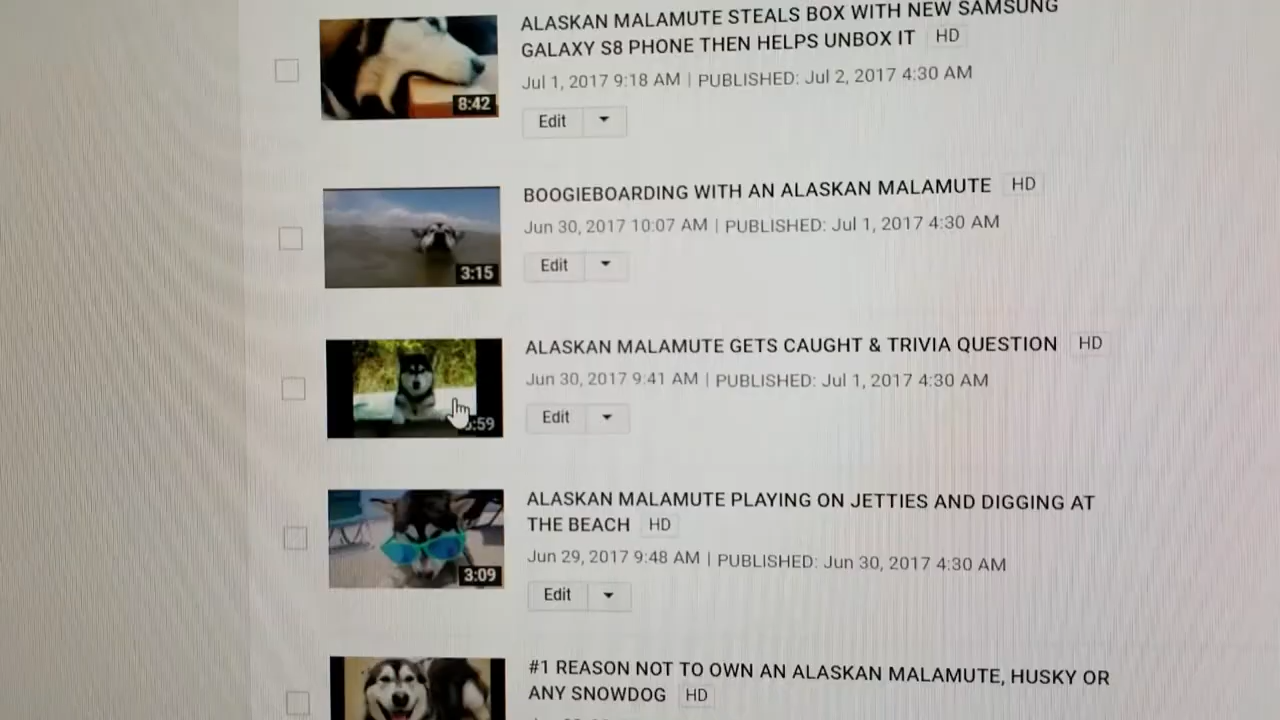 ALASKAN MALAMUTE STEALS BOX WITH NEW SAMSUNG
GALAXY S8 PHONE THEN HELPS UNBOX IT HD
Jul 1, 2017 9:18 AM | PUBLISHED: Jul 2, 2017 4:30 AM
8:42
Edit
BOOGIEBOARDING WITH AN ALASKAN MALAMUTE HD
Jun 30, 2017 10:07 AM | PUBLISHED: Jul 1, 2017 4:30 AM
3:15
Edit
ALASKAN MALAMUTE GETS CAUGHT & TRIVIA QUESTION HD
Jun 30, 2017 9:41 AM | PUBLISHED: Jul 1, 2017 4:30 AM
:59
Edit
ALASKAN MALAMUTE PLAYING ON JETTIES AND DIGGING AT
THE BEACH HD
Jun 29, 2017 9:48 AM | PUBLISHED: Jun 30, 2017 4:30 AM
3:09
Edit
#1 REASON NOT TO OWN AN ALASKAN MALAMUTE, HUSKY OR
ANY SNOWDOG HD